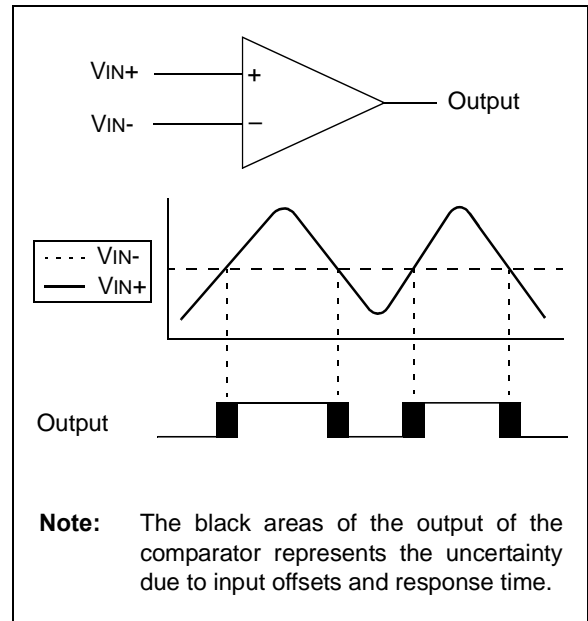 VIN+
+
Output
VIN-
−
VIN-
VIN+
Output
Note: The black areas of the output of the
comparator represents the uncertainty
due to input offsets and response time.